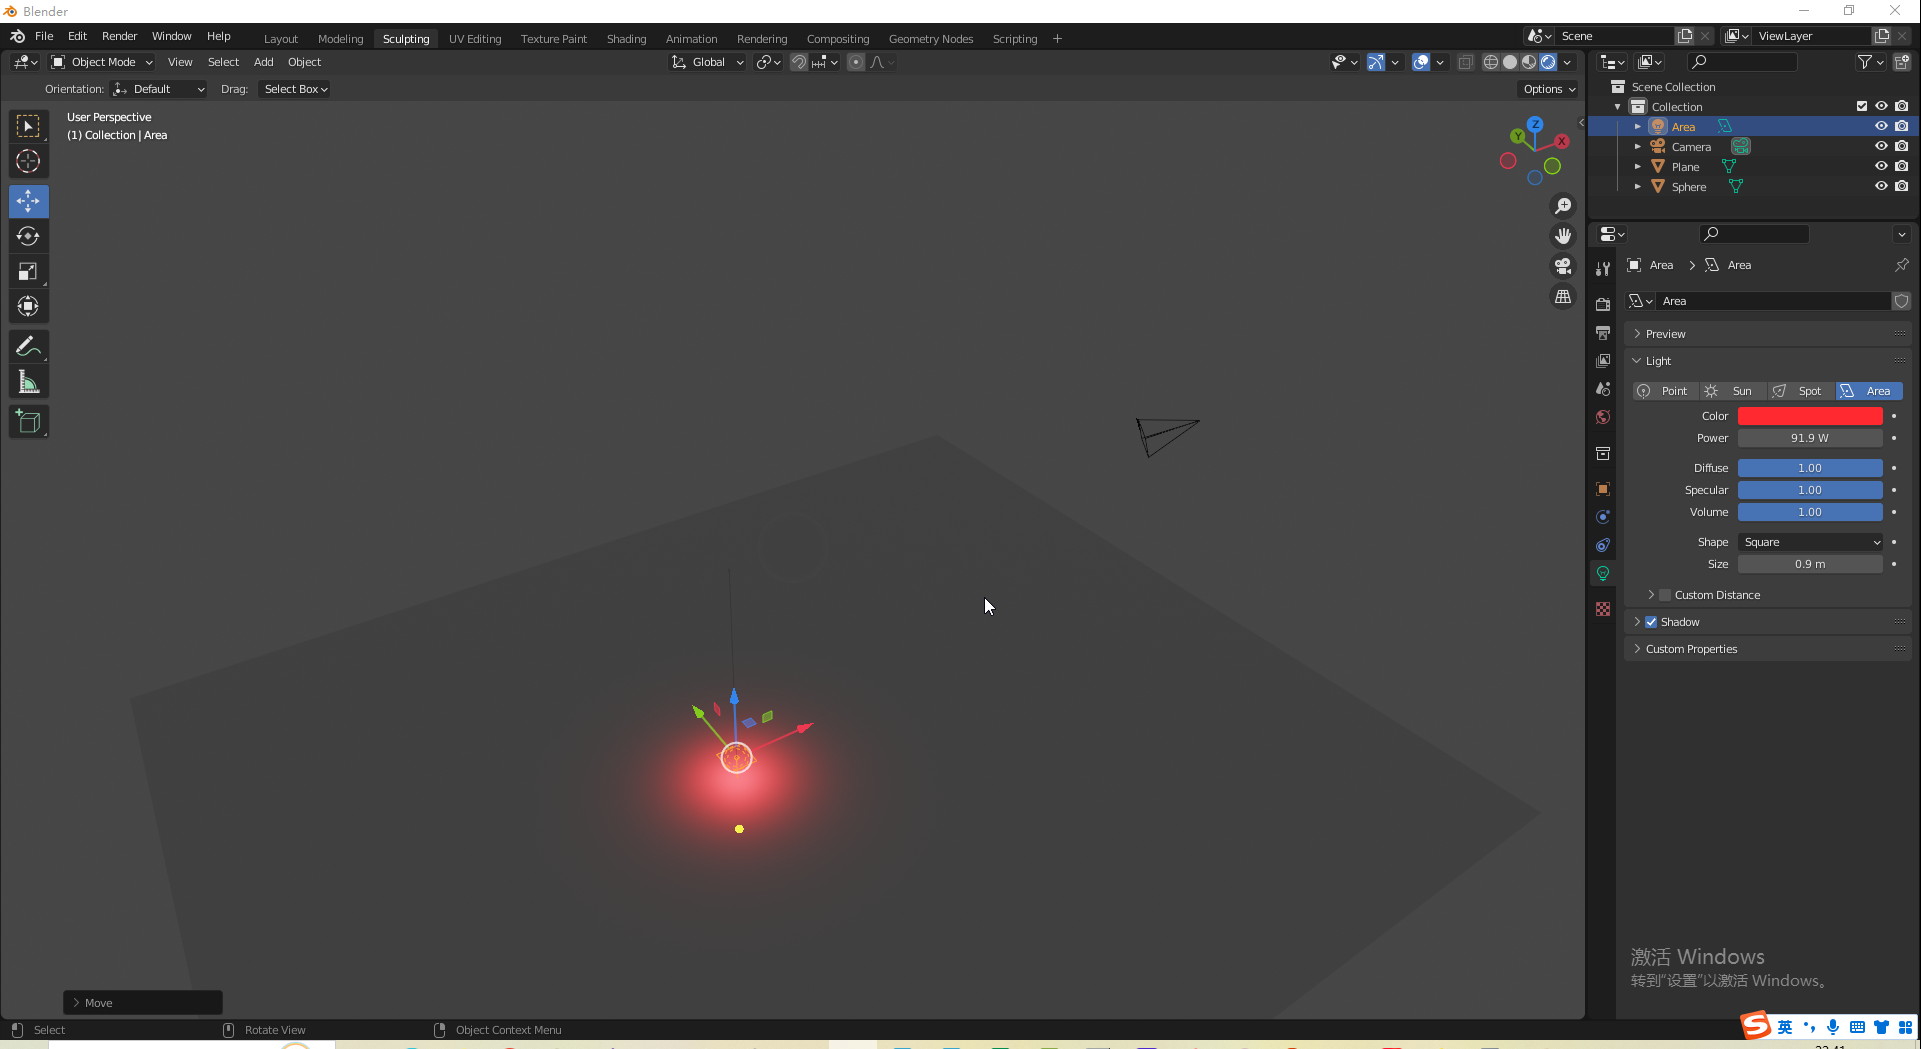 Blender
File Edit Render Window Help Layout Modeling Sculpting UV Editing Texture Paint Shading Animation Rendering Compositing Geometry Nodes Scripting + Scene ViewLayer
Object Mode View Select Add Object Global
Orientation: Default Drag: Select Box Options
User Perspective
(1) Collection | Area
Z
Y
X
Scene Collection
Collection
Area
Camera
Plane
Sphere
Area > Area
Area
Preview
Light
Point Sun Spot Area
Color
Power 91.9 W
Diffuse 1.00
Specular 1.00
Volume 1.00
Shape Square
Size 0.9 m
Custom Distance
Shadow
Custom Properties
激活 Windows
转到"设置"以激活 Windows。
Move
Select Rotate View Object Context Menu
S 英